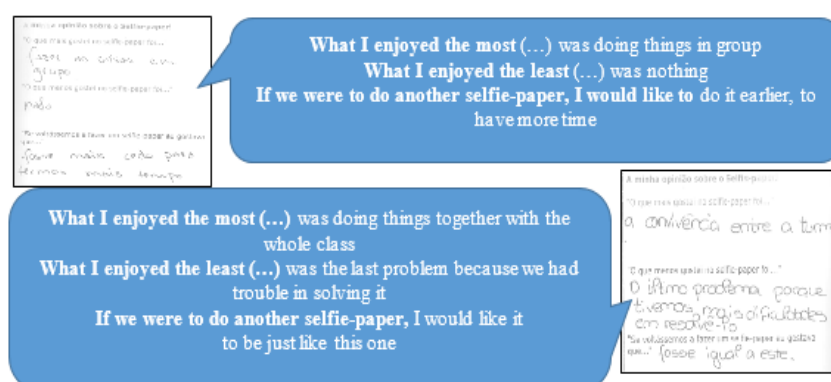 A minha opinião sobre o Selfie-paper!
"O que mais gostei no selfie-paper foi..."
fazer as coisas em
grupo
"O que menos gostei no selfie-paper foi..."
nada
"Se voltássemos a fazer um selfie-paper eu gostava
que..."
fosse mais cedo para
termos mais tempo
What I enjoyed the most (…) was doing things in group
What I enjoyed the least (…) was nothing
If we were to do another selfie-paper, I would like to do it earlier, to
have more time
What I enjoyed the most (…) was doing things together with the
whole class
What I enjoyed the least (…) was the last problem because we had
trouble in solving it
If we were to do another selfie-paper, I would like it
to be just like this one
A minha opinião sobre o Selfie-paper
"O que mais gostei no selfie-paper foi..."
a convivência entre a turm
"O que menos gostei no selfie-paper fo..."
O último problema porque
tivemos mais dificuldades
em resolvê-lo
"Se voltássemos a fazer um selfie-paper eu gostava
que..." fosse igual a este.